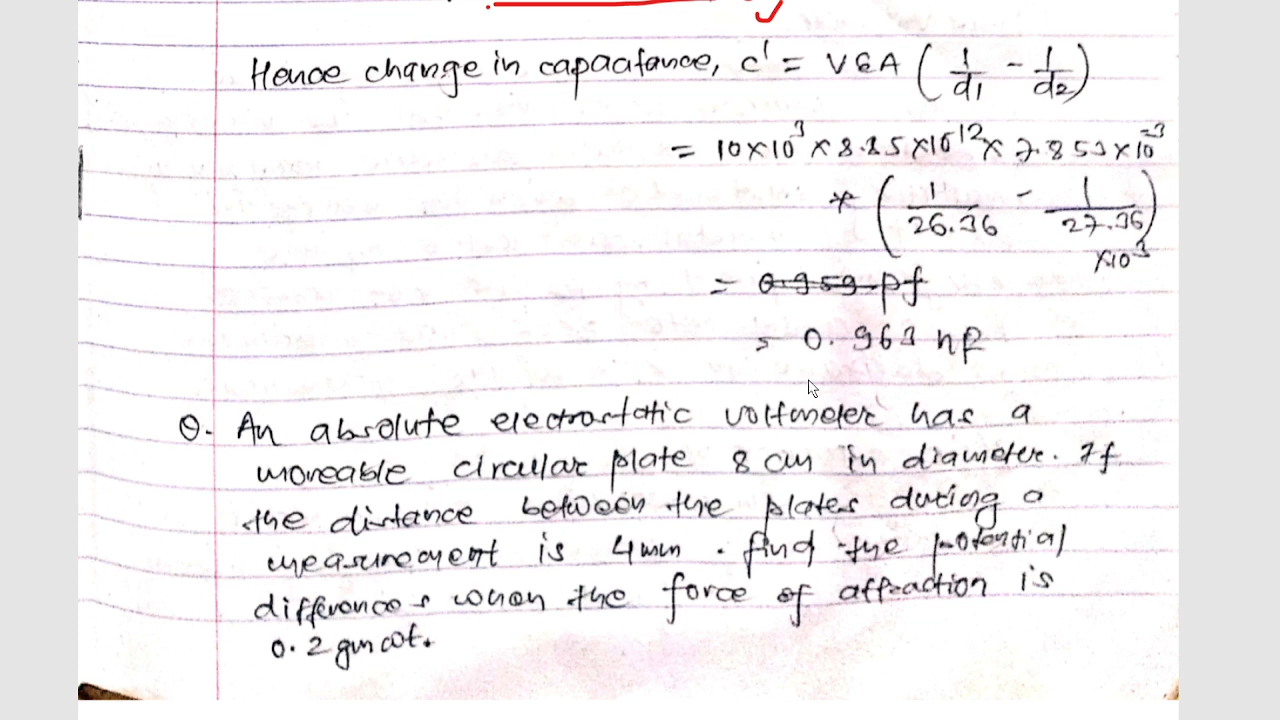 Hence change in capacitance, c' = VEA ( 1/d1 - 1/d2 )
= 10×10^3 × 8.85×10^-12 × 7.853×10^-3
* ( 1/26.36 - 1/27.36 )
×10^-3
= 0.959 pf
= 0.963 nf
Q. An absolute electrostatic voltmeter has a
moveable circular plate 8 cm in diameter. If
the distance between the plates during a
measurement is 4mm. find the potential
differences when the force of attraction is
0.2 gm wt.